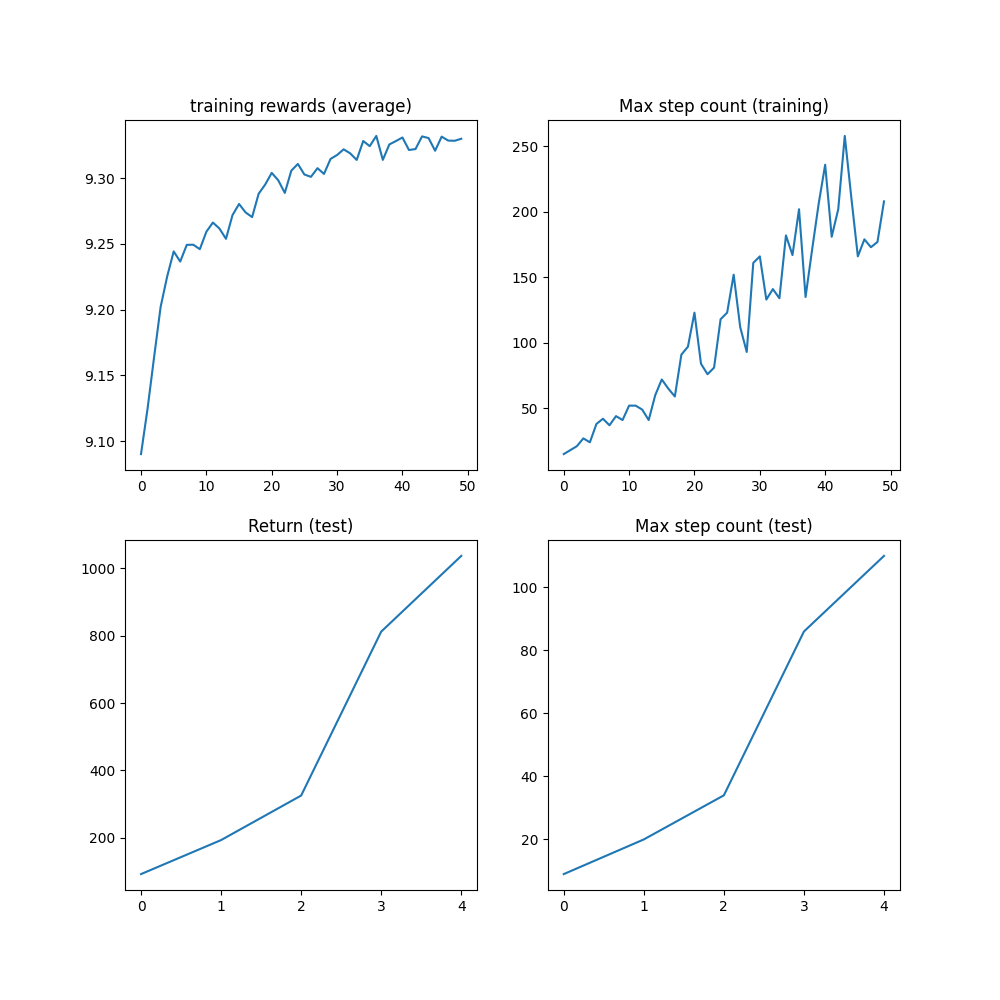 training rewards (average)
9.30
9.25
9.20
9.15
9.10
0 10 20 30 40 50
Max step count (training)
250
200
150
100
50
0 10 20 30 40 50
Return (test)
1000
800
600
400
200
0 1 2 3 4
Max step count (test)
100
80
60
40
20
0 1 2 3 4